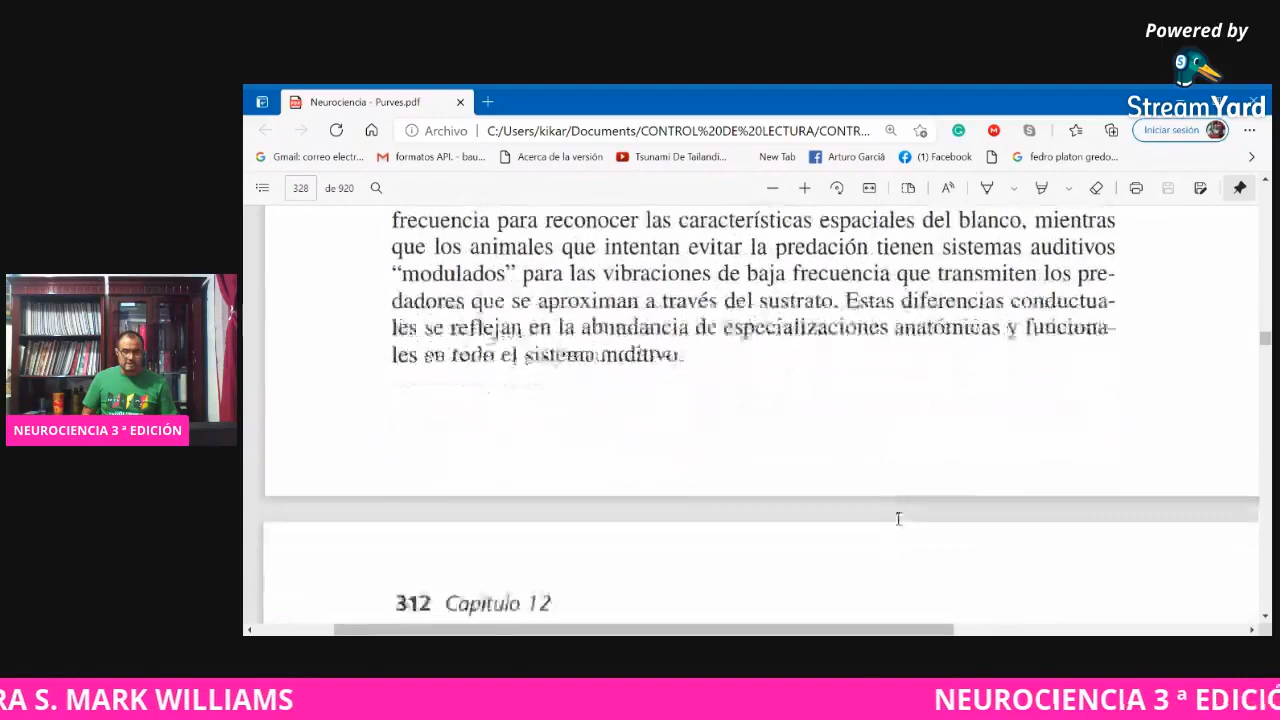 Powered by
StreamYard
Neurociencia - Purves.pdf
Archivo
C:/Users/kikar/Documents/CONTROL%20DE%20LECTURA/CONTR...
Iniciar sesión
Gmail: correo electr...
formatos API. - bau...
Acerca de la versión
Tsunami De Tailandi...
New Tab
Arturo Garciâ
(1) Facebook
fedro platon gredo...
328
de 920
frecuencia para reconocer las características espaciales del blanco, mientras
que los animales que intentan evitar la predación tienen sistemas auditivos
“modulados” para las vibraciones de baja frecuencia que transmiten los pre-
dadores que se aproximan a través del sustrato. Estas diferencias conductua-
les se reflejan en la abundancia de especializaciones anatómicas y funciona-
les en todo el sistema auditivo.
312 Capítulo 12
NEUROCIENCIA 3 ª EDICIÓN
RA S. MARK WILLIAMS
NEUROCIENCIA 3 ª EDICIÓ